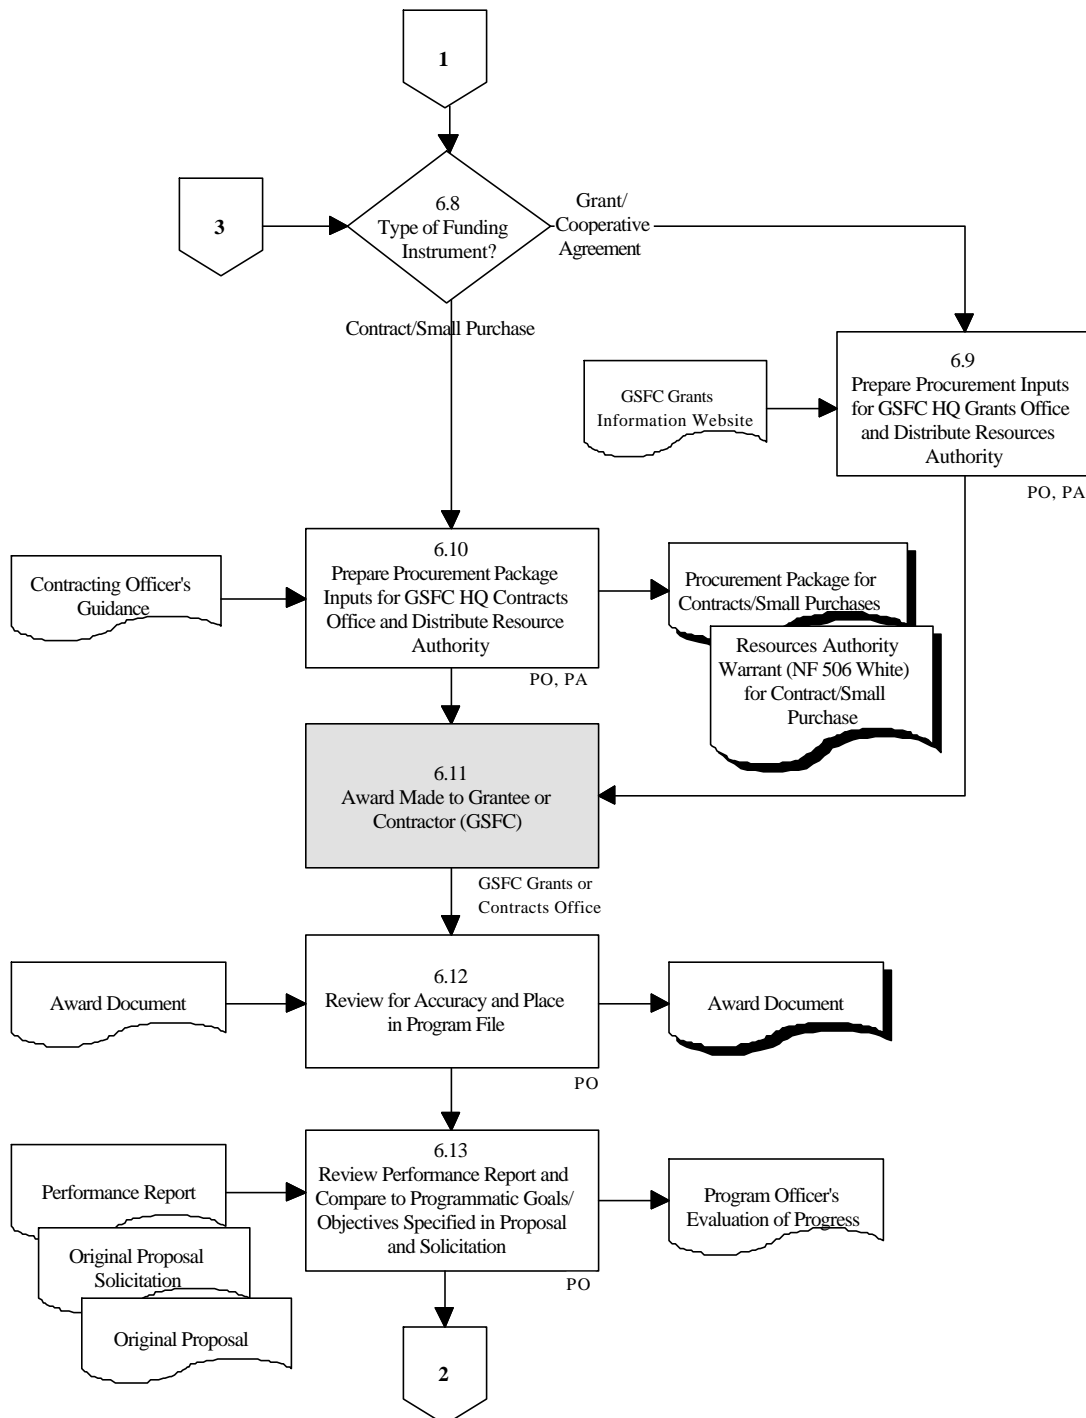 1
3
6.8
Type of Funding
Instrument?
Grant/
Cooperative
Agreement
Contract/Small Purchase
6.9
Prepare Procurement Inputs
for GSFC HQ Grants Office
and Distribute Resources
Authority
PO, PA
GSFC Grants
Information Website
6.10
Prepare Procurement Package
Inputs for GSFC HQ Contracts
Office and Distribute Resource
Authority
PO, PA
Contracting Officer's
Guidance
Procurement Package for
Contracts/Small Purchases
Resources Authority
Warrant (NF 506 White)
for Contract/Small
Purchase
6.11
Award Made to Grantee or
Contractor (GSFC)
GSFC Grants or
Contracts Office
Award Document
6.12
Review for Accuracy and Place
in Program File
PO
Award Document
Performance Report
Original Proposal
Solicitation
Original Proposal
6.13
Review Performance Report and
Compare to Programmatic Goals/
Objectives Specified in Proposal
and Solicitation
PO
Program Officer's
Evaluation of Progress
2